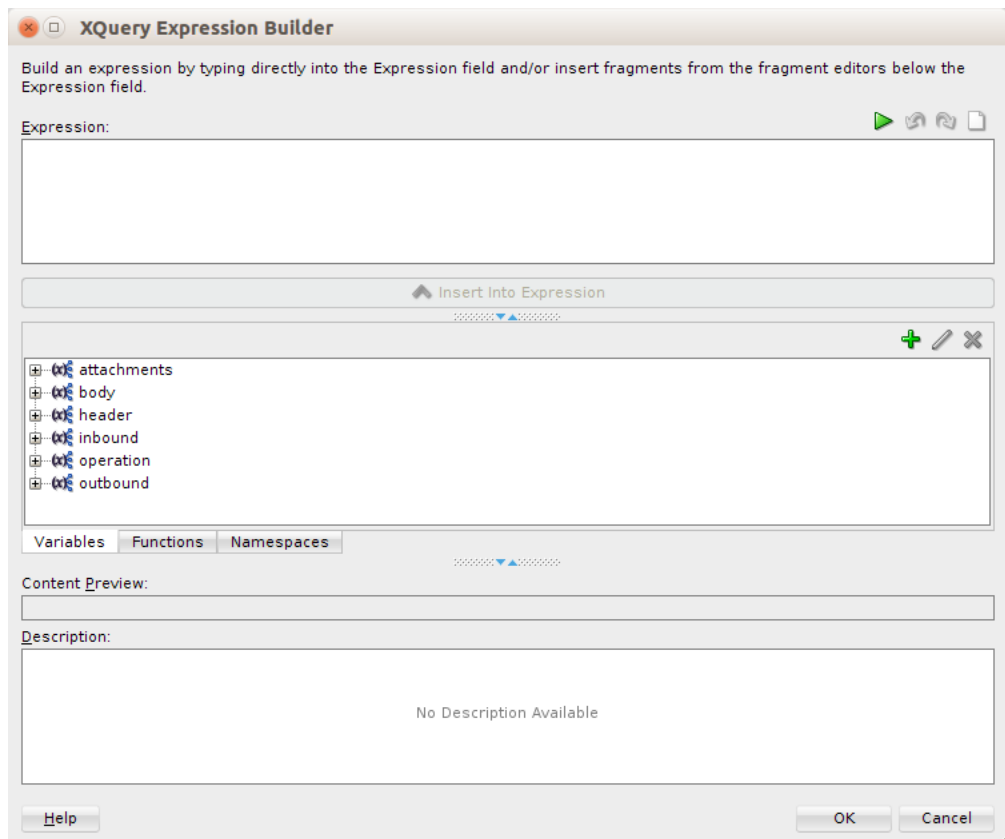 XQuery Expression Builder
Build an expression by typing directly into the Expression field and/or insert fragments from the fragment editors below the
Expression field.
Expression:
Insert Into Expression
attachments
body
header
inbound
operation
outbound
Variables Functions Namespaces
Content Preview:
Description:
No Description Available
Help OK Cancel